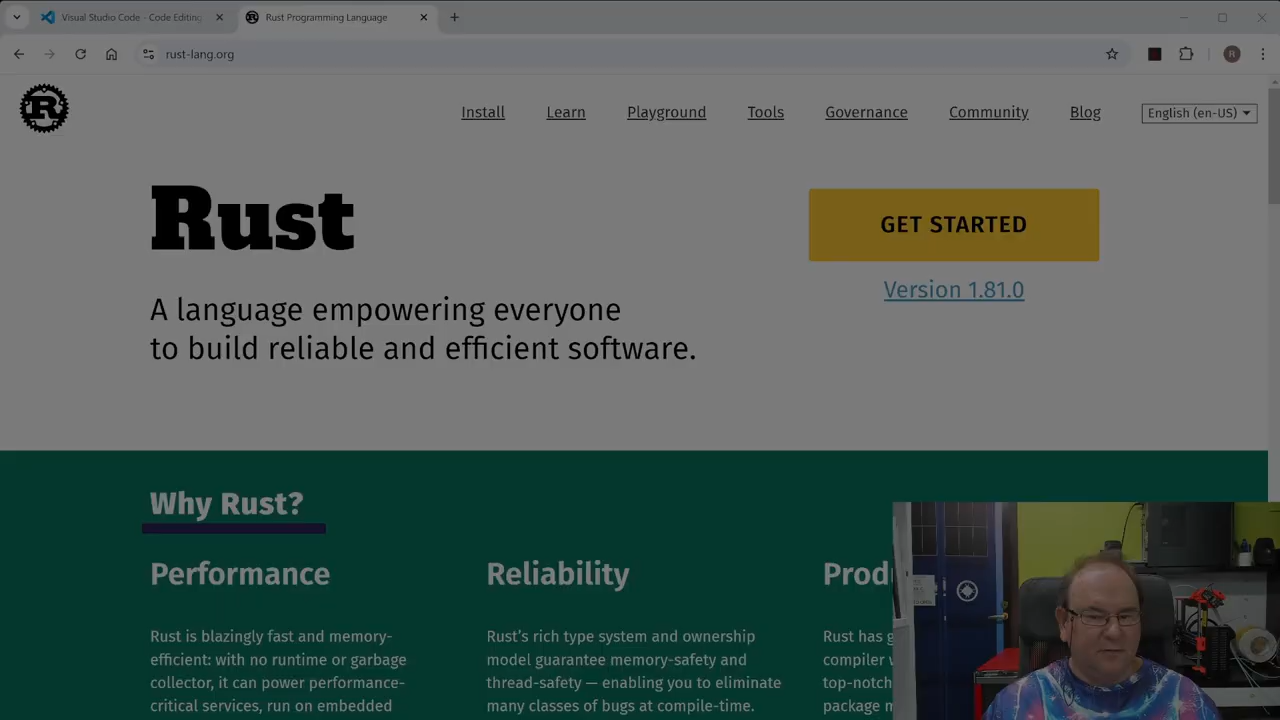 Visual Studio Code - Code Editing
Rust Programming Language
rust-lang.org
R
R
Install
Learn
Playground
Tools
Governance
Community
Blog
English (en-US)
Rust
GET STARTED
Version 1.81.0
A language empowering everyone
to build reliable and efficient software.
Why Rust?
Performance
Reliability
Rust is blazingly fast and memory-
efficient: with no runtime or garbage
collector, it can power performance-
critical services, run on embedded
Rust's rich type system and ownership
model guarantee memory-safety and
thread-safety — enabling you to eliminate
many classes of bugs at compile-time.
Rust has
compiler
top-notch
package